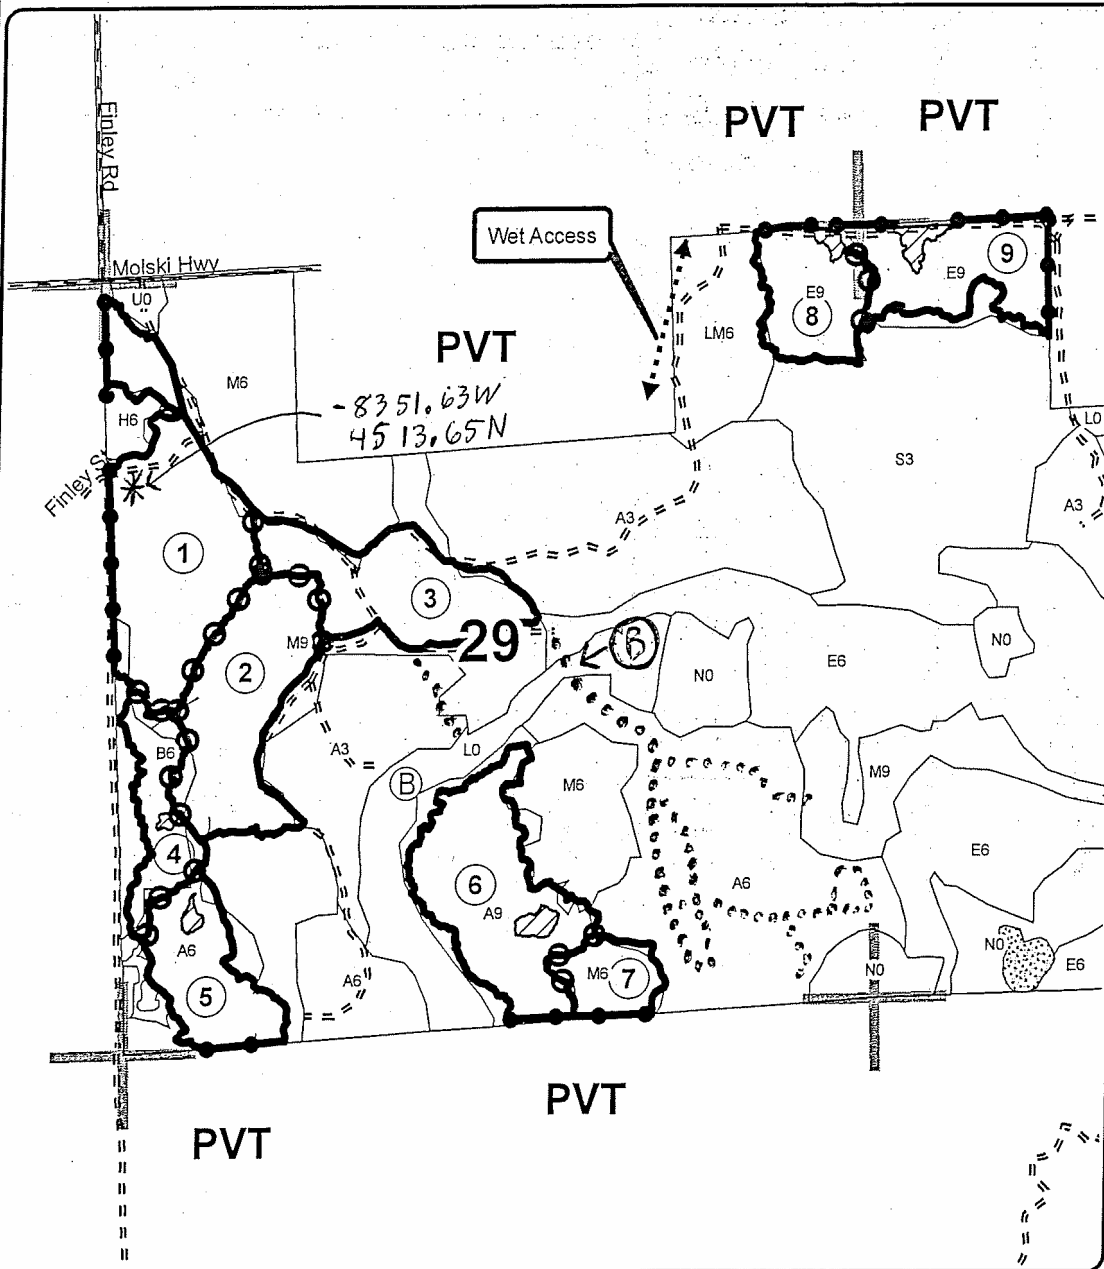 PVT
PVT
Finley Rd
Wet Access
Molski Hwy
U0
9
E9
E9
8
LM6
PVT
M6
-8351.63W
4513.65N
H6
L0
S3
Finley St
A3
A3
1
3
29
B
N0
M9
2
E6
N0
A3
L0
B6
B
M6
M9
4
6
E6
A6
A9
A6
N0
M6
7
N0
E6
A6
5
PVT
PVT